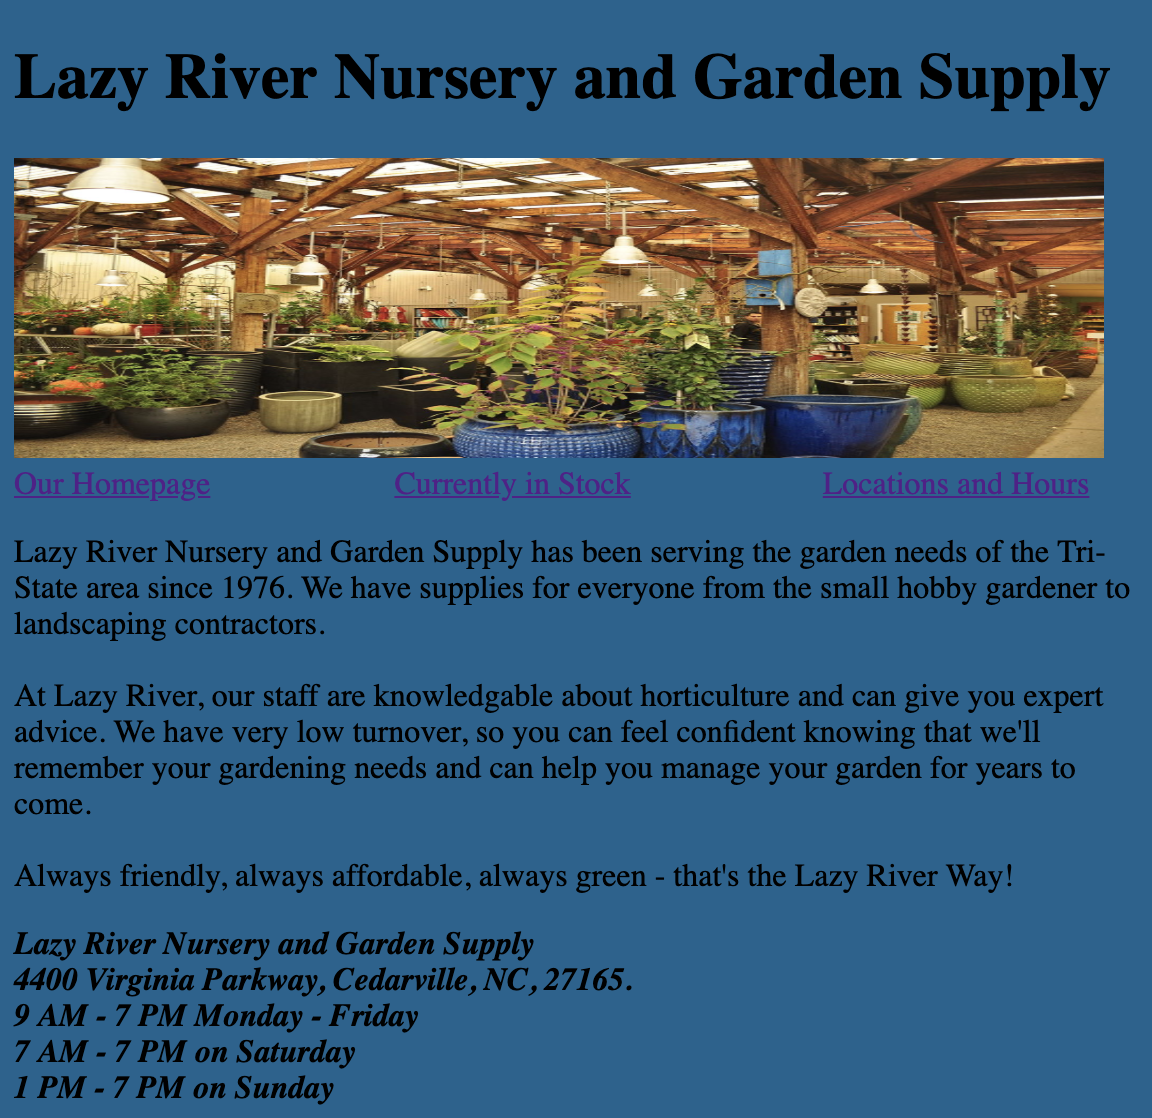 Lazy River Nursery and Garden Supply
Our Homepage
Currently in Stock
Locations and Hours
Lazy River Nursery and Garden Supply has been serving the garden needs of the Tri-
State area since 1976. We have supplies for everyone from the small hobby gardener to
landscaping contractors.
At Lazy River, our staff are knowledgable about horticulture and can give you expert
advice. We have very low turnover, so you can feel confident knowing that we'll
remember your gardening needs and can help you manage your garden for years to
come.
Always friendly, always affordable, always green - that's the Lazy River Way!
Lazy River Nursery and Garden Supply
4400 Virginia Parkway, Cedarville, NC, 27165.
9 AM - 7 PM Monday - Friday
7 AM - 7 PM on Saturday
1 PM - 7 PM on Sunday